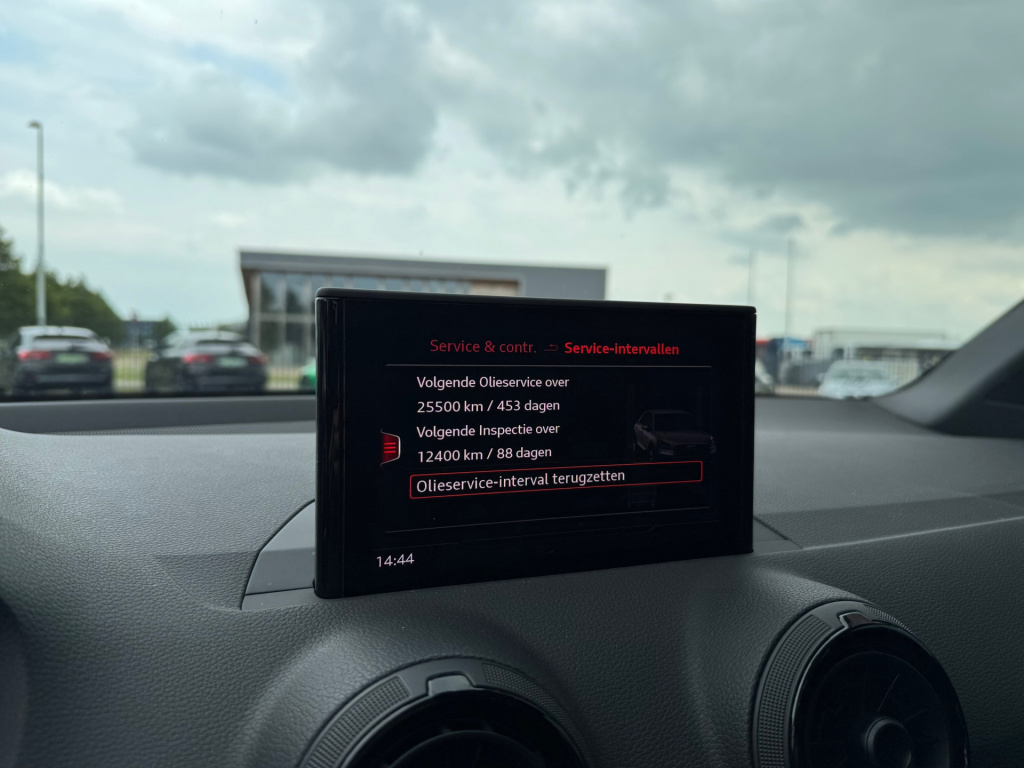 Service & contr. Service-intervallen
Volgende Olieservice over
25500 km / 453 dagen
Volgende Inspectie over
12400 km / 88 dagen
Olieservice-interval terugzetten
14:44